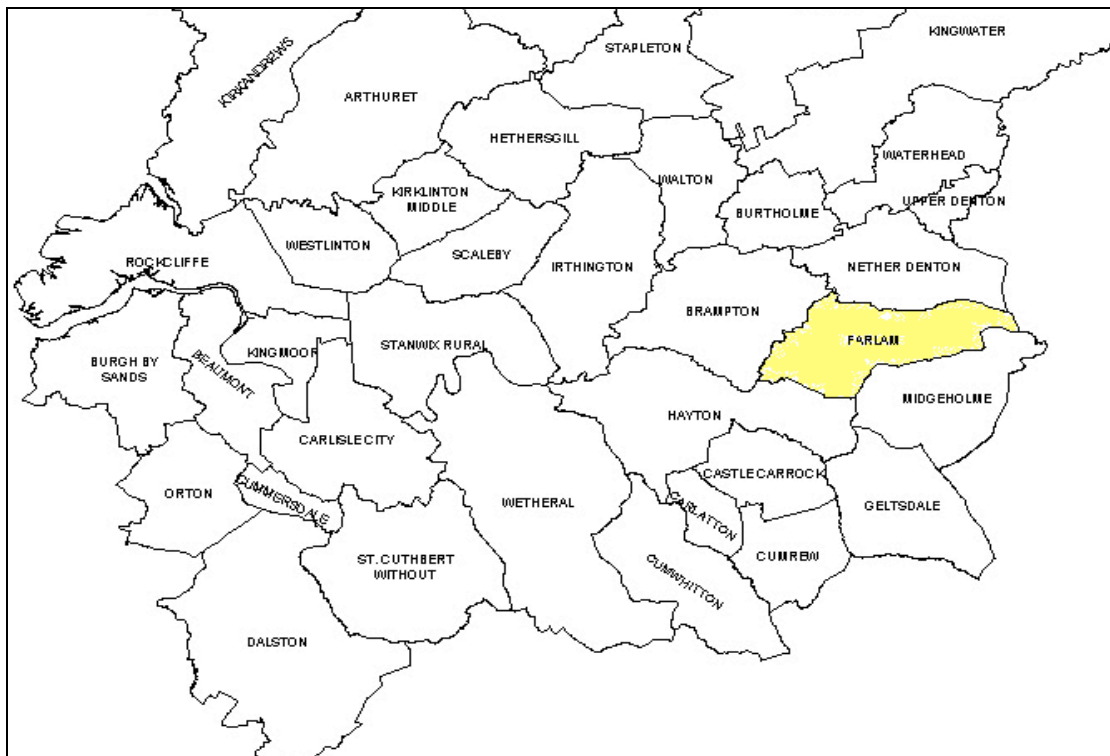 KINGWATER
STAPLETON
KIRKANDREWS
ARTHURET
HETHERSGILL
WATERHEAD
WALTON
KIRKLINTON
MIDDLE
UPPER DENTON
BURTHOLME
WESTLINTON
SCALEBY
ROCKCLIFFE
IRTHINGTON
NETHER DENTON
BRAMPTON
FARLAM
KINGMOOR
STANWIX RURAL
BURGH BY
SANDS
BEAUMONT
MIDGEHOLME
HAYTON
CARLISLE CITY
CASTLE CARROCK
ORTON
CUMMERSDALE
WETHERAL
CARLATTON
GELTSDALE
ST. CUTHBERT
WITHOUT
CUMREW
CUMWHITTON
DALSTON